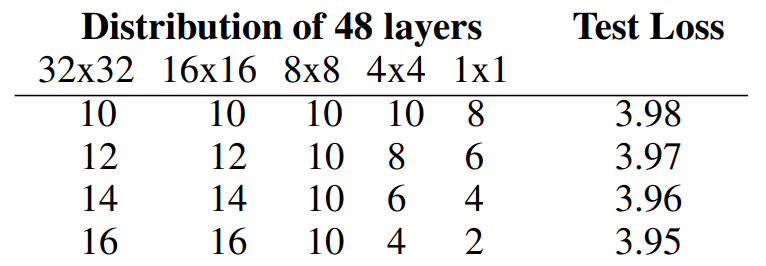 Distribution of 48 layers Test Loss
32x32 16x16 8x8 4x4 1x1
10 10 10 10 8 3.98
12 12 10 8 6 3.97
14 14 10 6 4 3.96
16 16 10 4 2 3.95